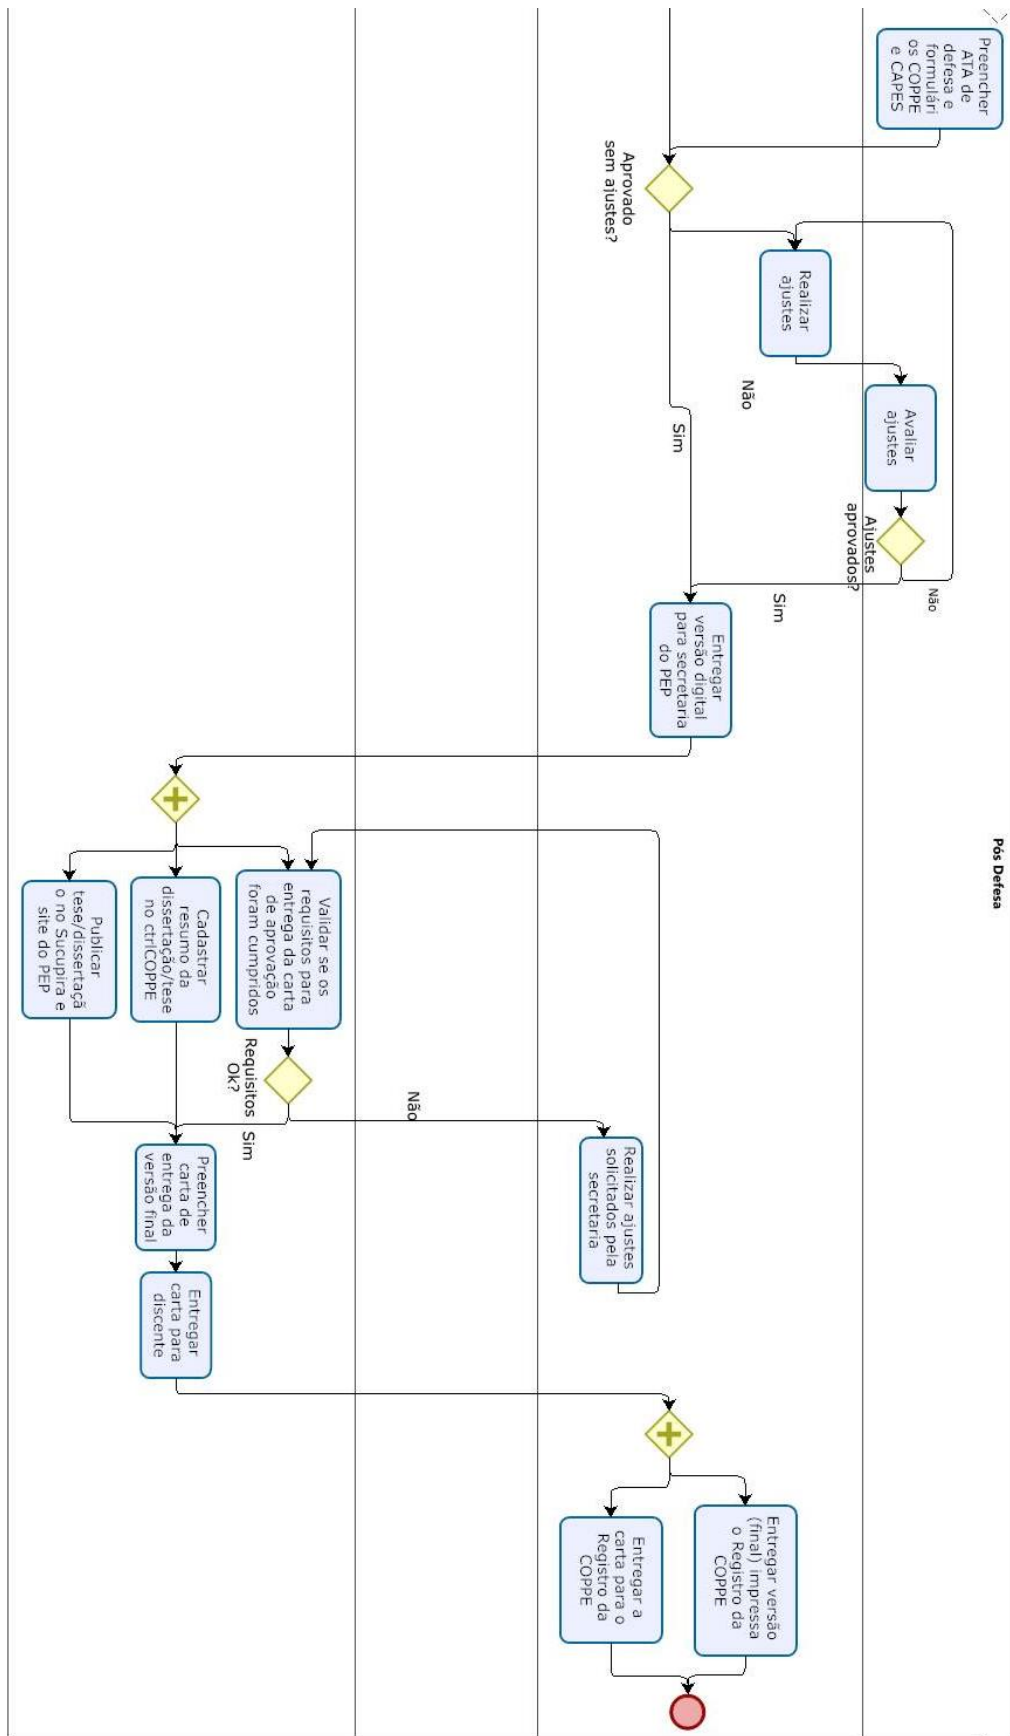 Preencher
ATA de
defesa e
formulári
os COPPE
e CAPES
Aprovado
sem ajustes?
Realizar
ajustes
Não
Avaliar
ajustes
Sim
Ajustes
aprovados?
Não
Sim
Entregar
versão digital
para secretaria
do PEP
Pós Defesa
Validar se os
requisitos para
entrega da carta
de aprovação
foram cumpridos
Cadastrar
resumo da
dissertação/tese
no ctrlCOPPE
Publicar
tese/dissertaçã
o no Sucupira e
site do PEP
Requisitos
Ok?
Não
Sim
Realizar ajustes
solicitados pela
secretaria
Preencher
carta de
entrega da
versão final
Entregar
carta para
discente
Entregar versão
(final) impressa
o Registro da
COPPE
Entregar a
carta para o
Registro da
COPPE